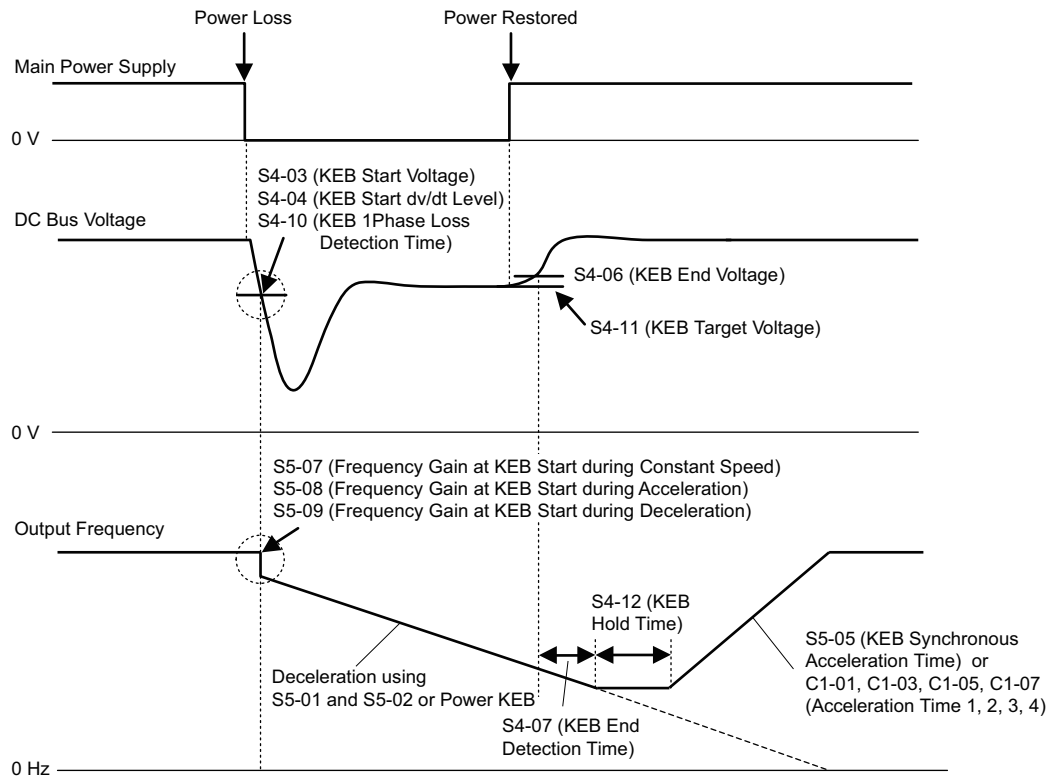 Power Loss
Power Restored
Main Power Supply
0 V
S4-03 (KEB Start Voltage)
S4-04 (KEB Start dv/dt Level)
S4-10 (KEB 1Phase Loss
Detection Time)
DC Bus Voltage
S4-06 (KEB End Voltage)
S4-11 (KEB Target Voltage)
0 V
S5-07 (Frequency Gain at KEB Start during Constant Speed)
S5-08 (Frequency Gain at KEB Start during Acceleration)
S5-09 (Frequency Gain at KEB Start during Deceleration)
Output Frequency
S4-12 (KEB
Hold Time)
S5-05 (KEB Synchronous
Acceleration Time) or
C1-01, C1-03, C1-05, C1-07
(Acceleration Time 1, 2, 3, 4)
Deceleration using
S5-01 and S5-02 or Power KEB
S4-07 (KEB End
Detection Time)
0 Hz